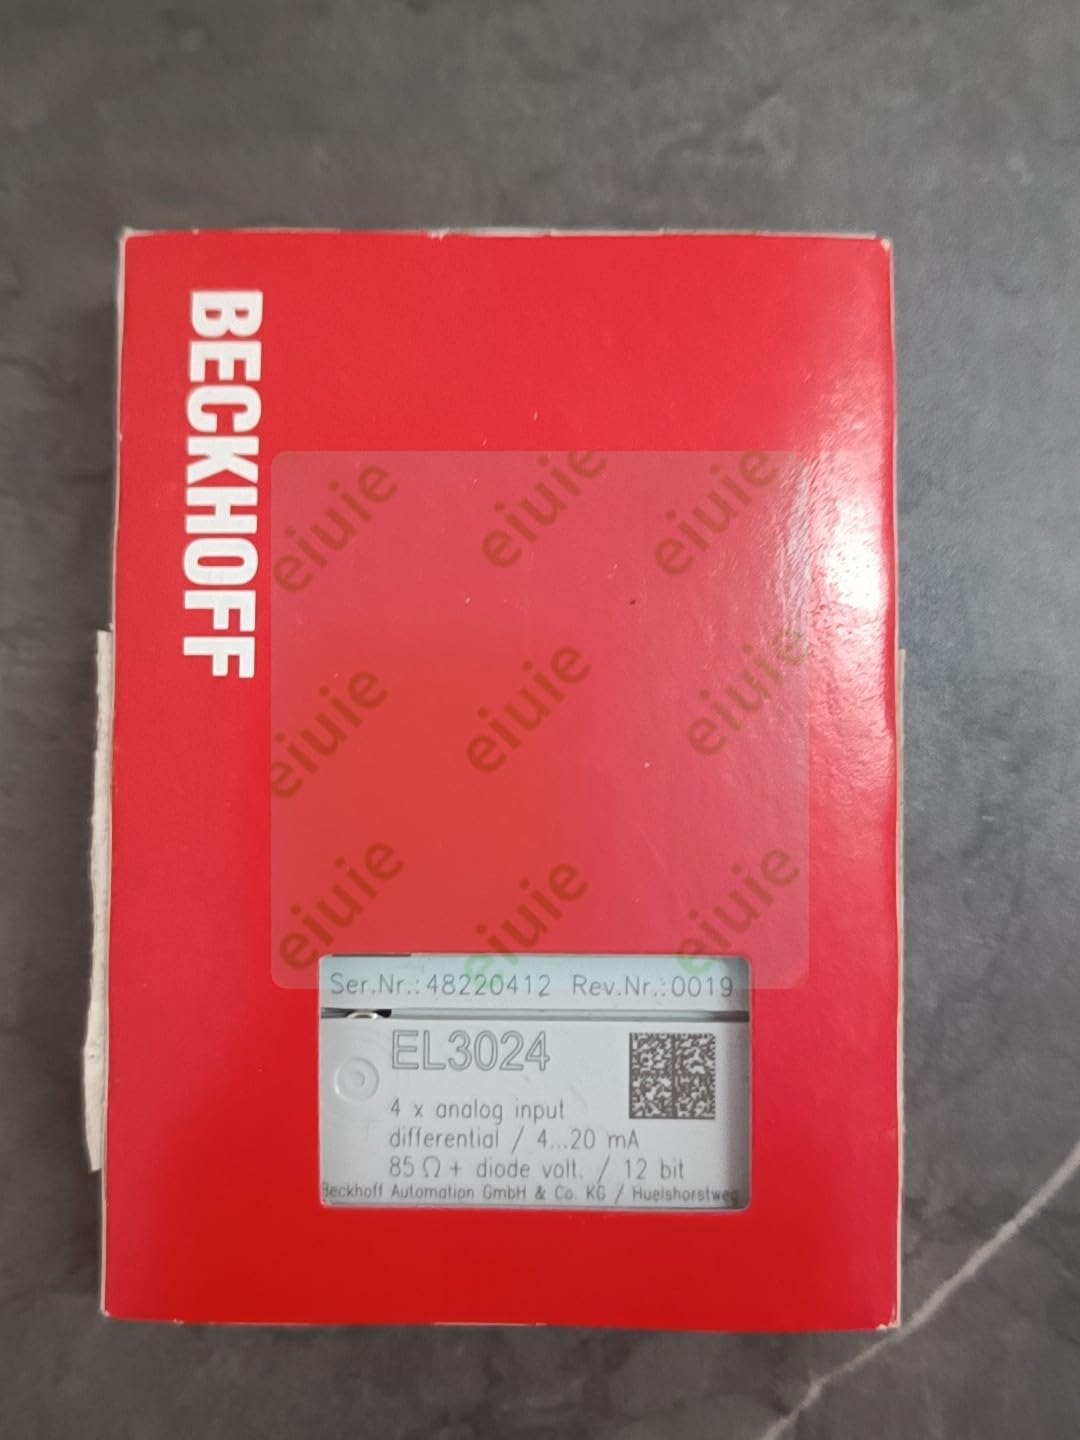 BECKHOFF
eiuie eiuie eiuie
eiuie eiuie eiuie
eiuie eiuie eiuie
Ser.Nr.: 48220412 Rev.Nr.: 0019
EL3024
4 x analog input
differential / 4...20 mA
85 Ω + diode volt. / 12 bit
Beckhoff Automation GmbH & Co. KG / Huelshorstweg